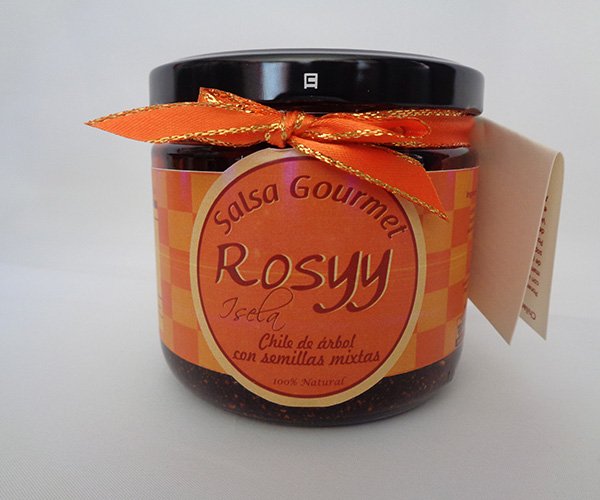 Salsa Gourmet
Rosyy
Isela
Chile de árbol
con semillas mixtas
100% Natural